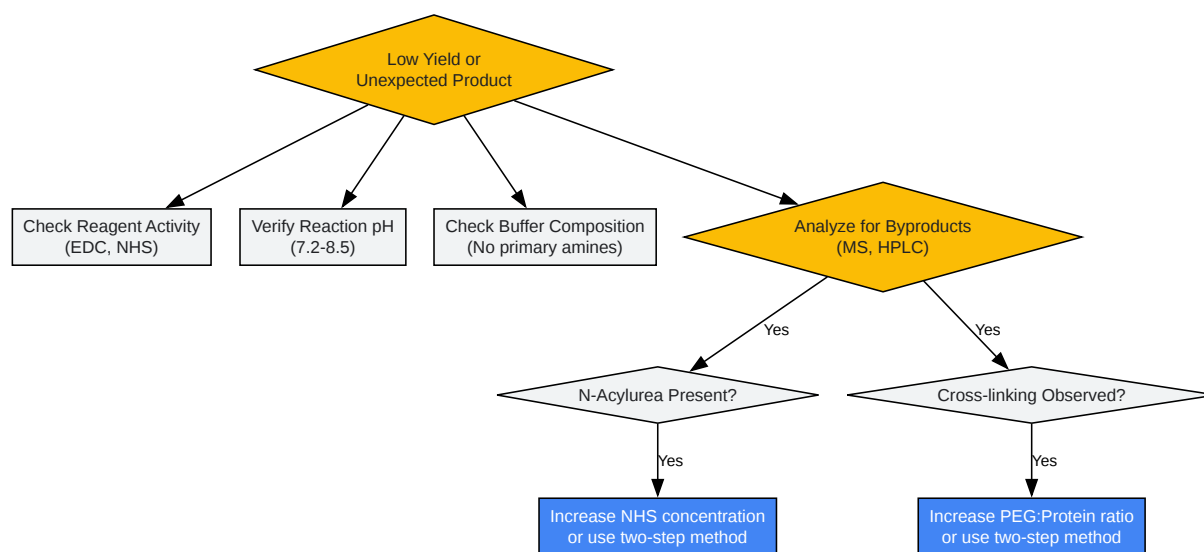 Low Yield or
Unexpected Product
Check Reagent Activity
(EDC, NHS)
Verify Reaction pH
(7.2-8.5)
Check Buffer Composition
(No primary amines)
Analyze for Byproducts
(MS, HPLC)
Yes
Yes
N-Acylurea Present?
Cross-linking Observed?
Yes
Yes
Increase NHS concentration
or use two-step method
Increase PEG:Protein ratio
or use two-step method